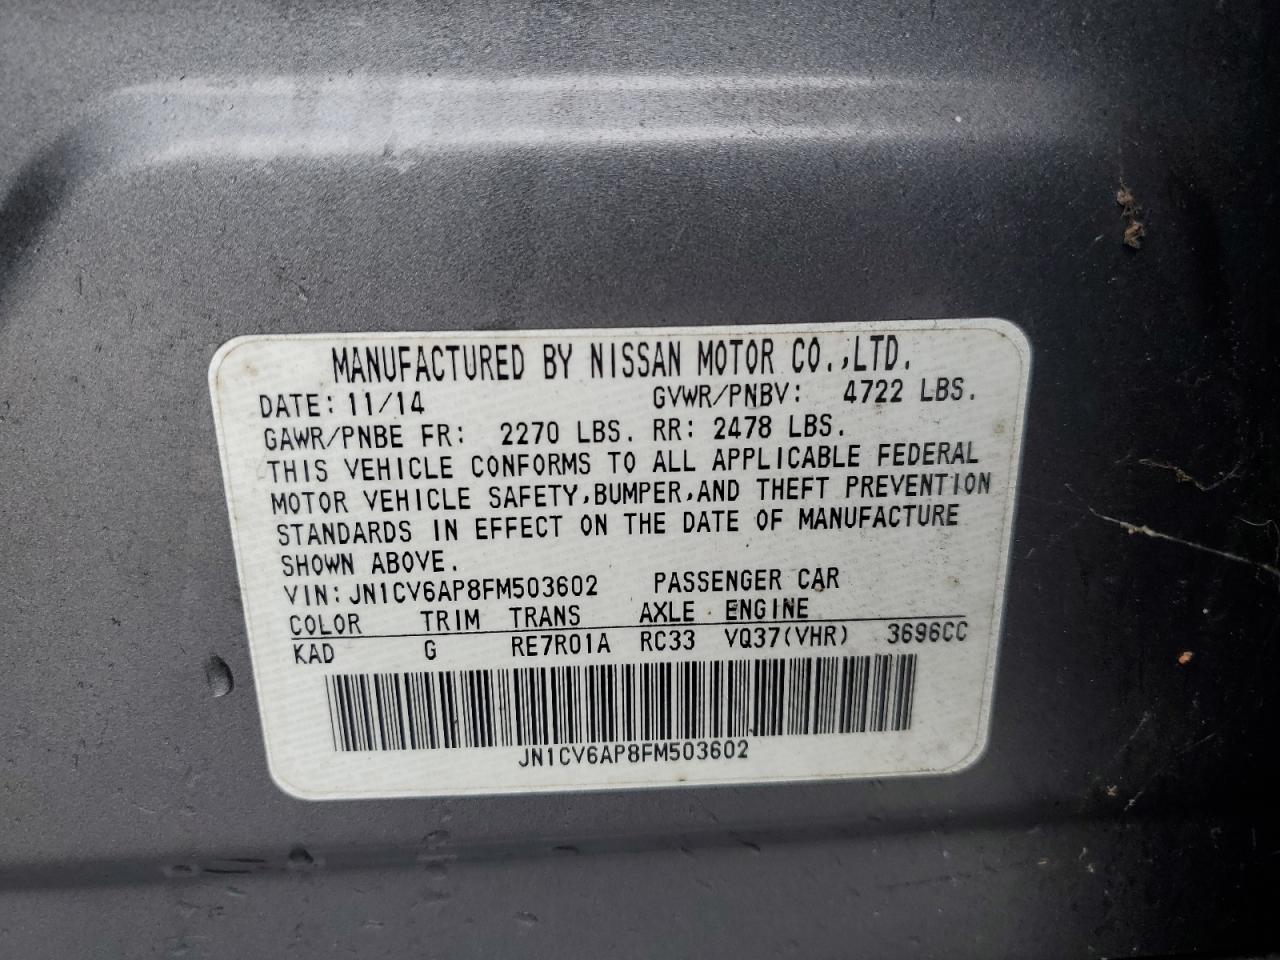 MANUFACTURED BY NISSAN MOTOR CO.,LTD.
DATE: 11/14 GVWR/PNBV: 4722 LBS.
GAWR/PNBE FR: 2270 LBS. RR: 2478 LBS.
THIS VEHICLE CONFORMS TO ALL APPLICABLE FEDERAL
MOTOR VEHICLE SAFETY,BUMPER,AND THEFT PREVENTION
STANDARDS IN EFFECT ON THE DATE OF MANUFACTURE
SHOWN ABOVE.
VIN: JN1CV6AP8FM503602 PASSENGER CAR
COLOR TRIM TRANS AXLE ENGINE
KAD G RE7R01A RC33 VQ37(VHR) 3696CC
JN1CV6AP8FM503602